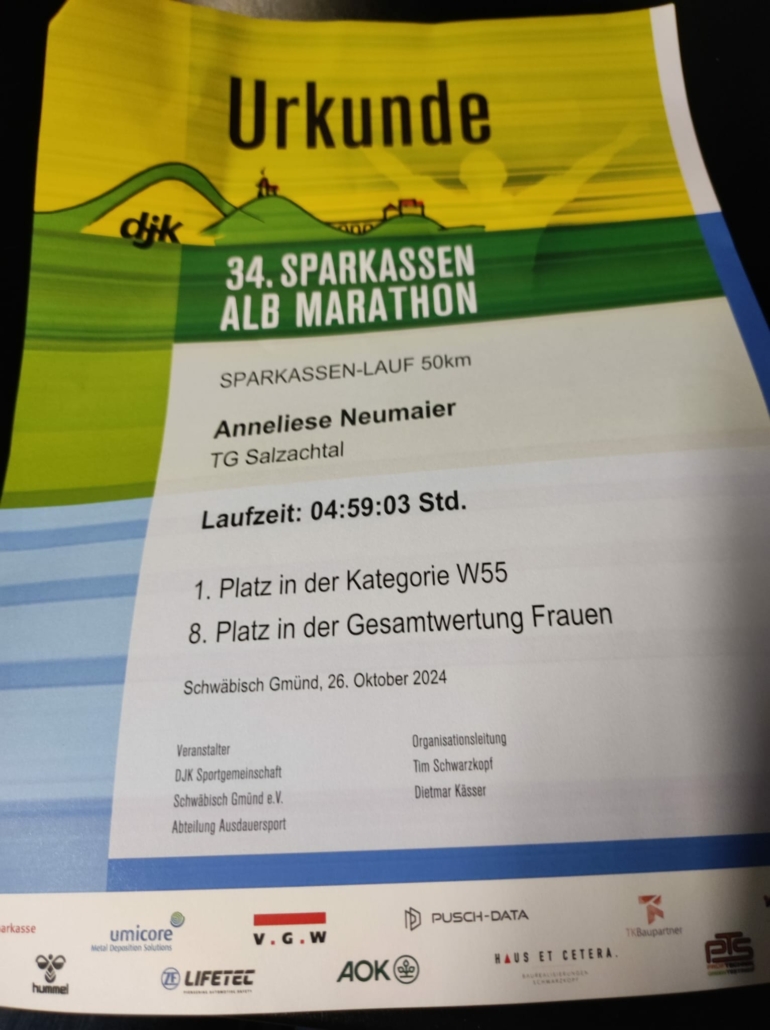 Urkunde
djk
34. SPARKASSEN
ALB MARATHON
SPARKASSEN-LAUF 50km
Anneliese Neumaier
TG Salzachtal
Laufzeit: 04:59:03 Std.
1. Platz in der Kategorie W55
8. Platz in der Gesamtwertung Frauen
Schwäbisch Gmünd, 26. Oktober 2024
Veranstalter
DJK Sportgemeinschaft
Schwäbisch Gmünd e.V.
Abteilung Ausdauersport
Organisationsleitung
Tim Schwarzkopf
Dietmar Kässer
arkasse
umicore
Metal Deposition Solutions
V.G.W
PUSCH-DATA
TKBaupartner
hummel
ZF LIFETEC
AOK
HAUS ET CETERA.
BAUREALISIERUNGEN
SCHWARZKOPF
PTS